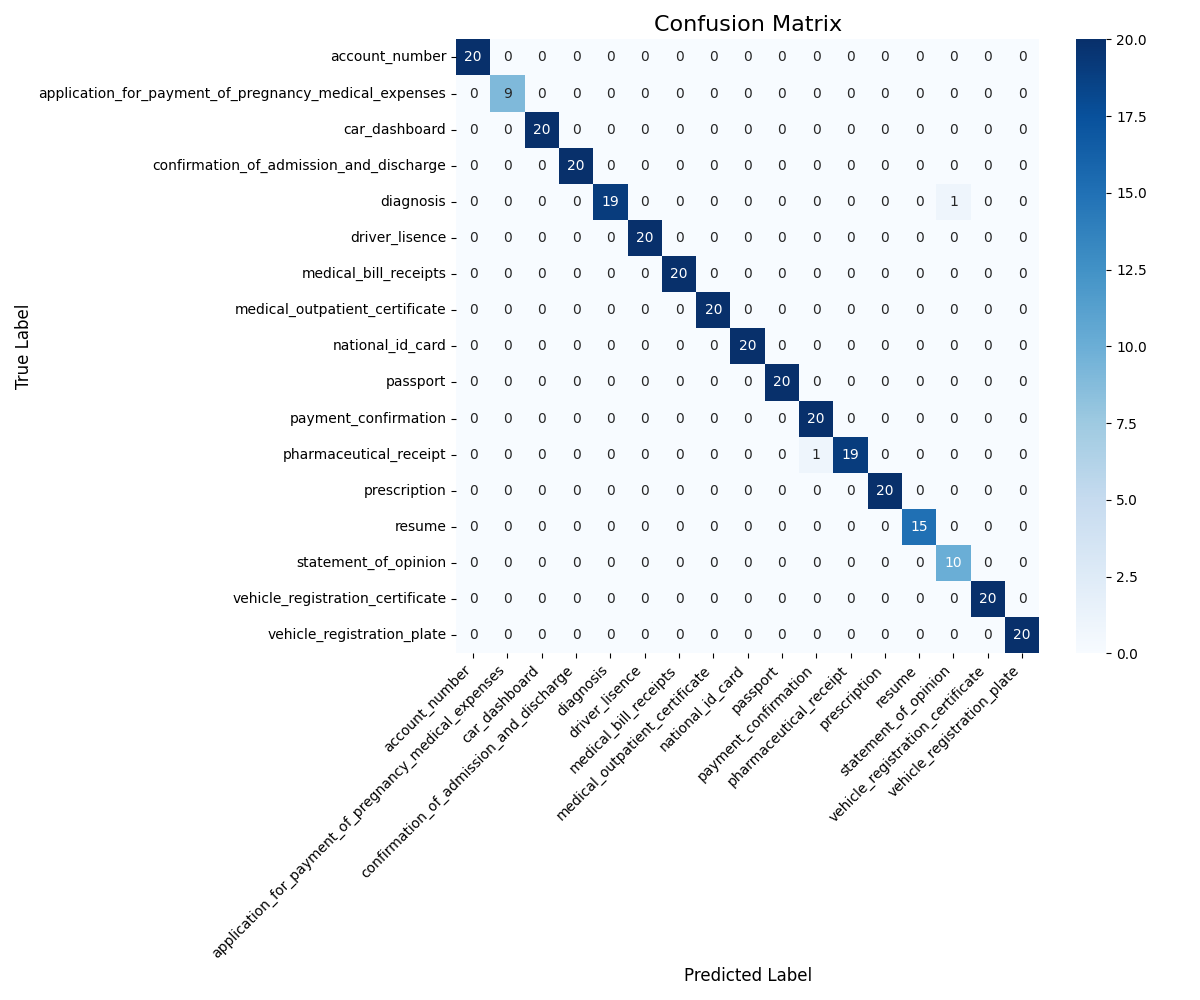 Confusion Matrix
account_number 20 0 0 0 0 0 0 0 0 0 0 0 0 0 0 0 0
application_for_payment_of_pregnancy_medical_expenses 0 9 0 0 0 0 0 0 0 0 0 0 0 0 0 0 0
car_dashboard 0 0 20 0 0 0 0 0 0 0 0 0 0 0 0 0 0
confirmation_of_admission_and_discharge 0 0 0 20 0 0 0 0 0 0 0 0 0 0 0 0 0
diagnosis 0 0 0 0 19 0 0 0 0 0 0 0 0 0 1 0 0
driver_lisence 0 0 0 0 0 20 0 0 0 0 0 0 0 0 0 0 0
medical_bill_receipts 0 0 0 0 0 0 20 0 0 0 0 0 0 0 0 0 0
medical_outpatient_certificate 0 0 0 0 0 0 0 20 0 0 0 0 0 0 0 0 0
national_id_card 0 0 0 0 0 0 0 0 20 0 0 0 0 0 0 0 0
passport 0 0 0 0 0 0 0 0 0 20 0 0 0 0 0 0 0
payment_confirmation 0 0 0 0 0 0 0 0 0 0 20 0 0 0 0 0 0
pharmaceutical_receipt 0 0 0 0 0 0 0 0 0 0 1 19 0 0 0 0 0
prescription 0 0 0 0 0 0 0 0 0 0 0 0 20 0 0 0 0
resume 0 0 0 0 0 0 0 0 0 0 0 0 0 15 0 0 0
statement_of_opinion 0 0 0 0 0 0 0 0 0 0 0 0 0 0 10 0 0
vehicle_registration_certificate 0 0 0 0 0 0 0 0 0 0 0 0 0 0 0 20 0
vehicle_registration_plate 0 0 0 0 0 0 0 0 0 0 0 0 0 0 0 0 20
True Label
account_number
application_for_payment_of_pregnancy_medical_expenses
car_dashboard
confirmation_of_admission_and_discharge
diagnosis
driver_lisence
medical_bill_receipts
medical_outpatient_certificate
national_id_card
passport
payment_confirmation
pharmaceutical_receipt
prescription
resume
statement_of_opinion
vehicle_registration_certificate
vehicle_registration_plate
Predicted Label
20.0
17.5
15.0
12.5
10.0
7.5
5.0
2.5
0.0